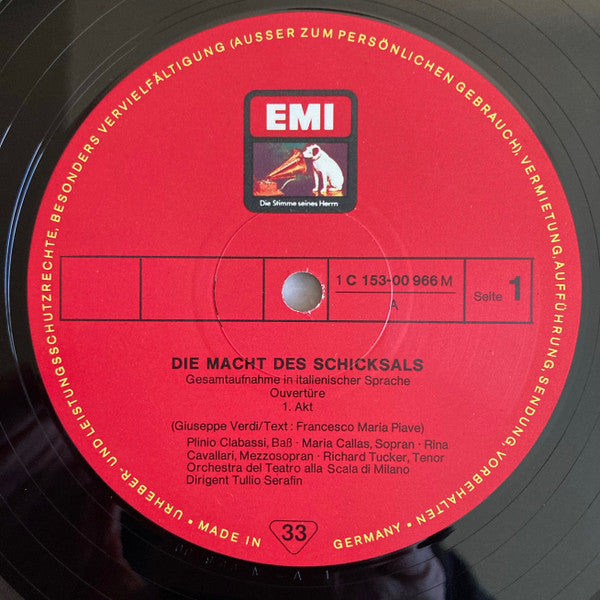 URHEBER- UND LEISTUNGSSCHUTZRECHTE, BESONDERS VERVIELFÄLTIGUNG (AUSSER ZUM PERSÖNLICHEN GEBRAUCH), VERMIETUNG, AUFFÜHRUNG, SENDUNG, VORBEHALTEN
EMI
Die Stimme seines Herrn
1 C 153-00 966 M
A
Seite 1
DIE MACHT DES SCHICKSALS
Gesamtaufnahme in italienischer Sprache
Ouvertüre
1. Akt
(Giuseppe Verdi/Text : Francesco Maria Piave)
Plinio Clabassi, Baß · Maria Callas, Sopran · Rina
Cavallari, Mezzosopran · Richard Tucker, Tenor
Orchestra del Teatro alla Scala di Milano
Dirigent Tullio Serafin
• MADE IN
33
GERMANY •